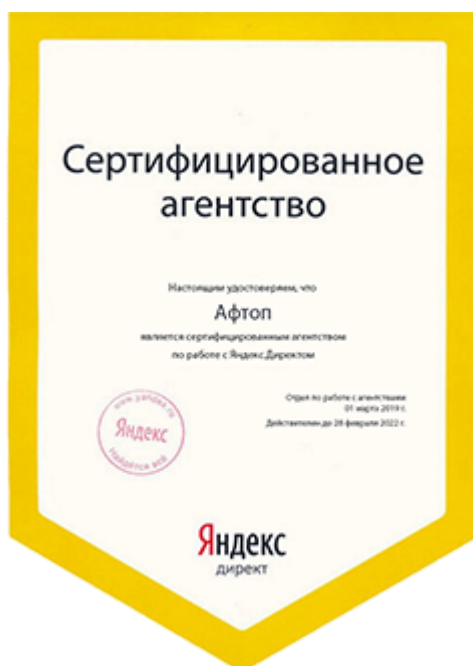 Сертифицированное
агентство
Настоящим удостоверяем, что
Афтоп
является сертифицированным агентством
по работе с Яндекс.Директом
Отдел по работе с агентствами
01 марта 2019 г.
Действителен до 28 февраля 2022 г.
www.yandex.ru
Яндекс
Найдётся всё
Яндекс
директ